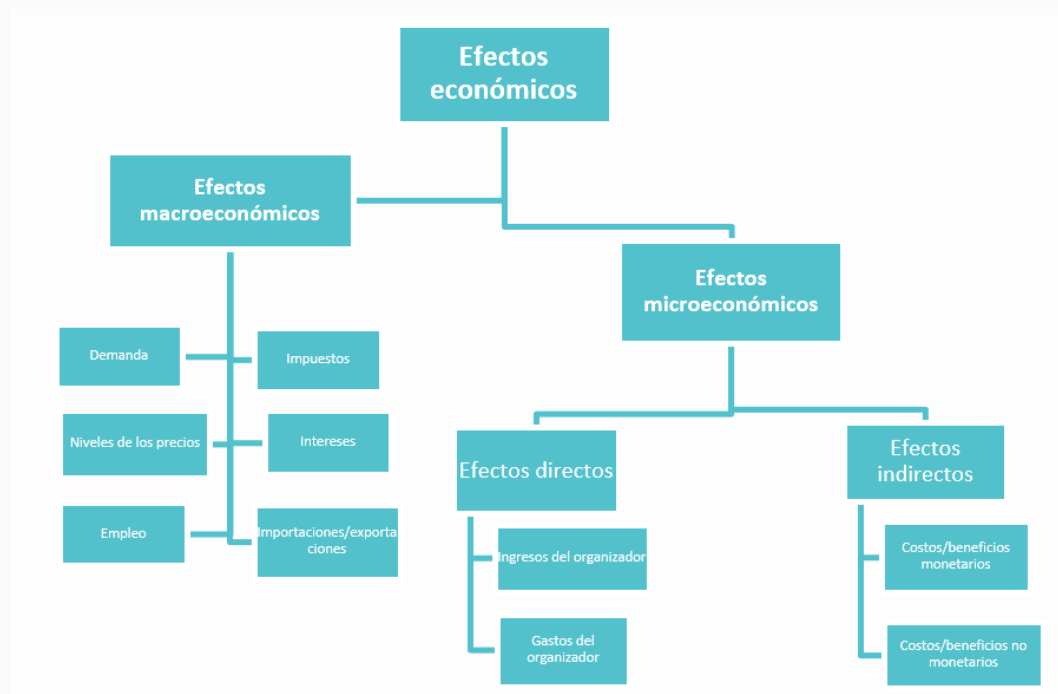 Efectos
económicos
Efectos
macroeconómicos
Efectos
microeconómicos
Demanda
Impuestos
Niveles de los precios
Intereses
Empleo
Importaciones/exporta
ciones
Efectos directos
Ingresos del organizador
Gastos del
organizador
Efectos
indirectos
Costos/beneficios
monetarios
Costos/beneficios no
monetarios